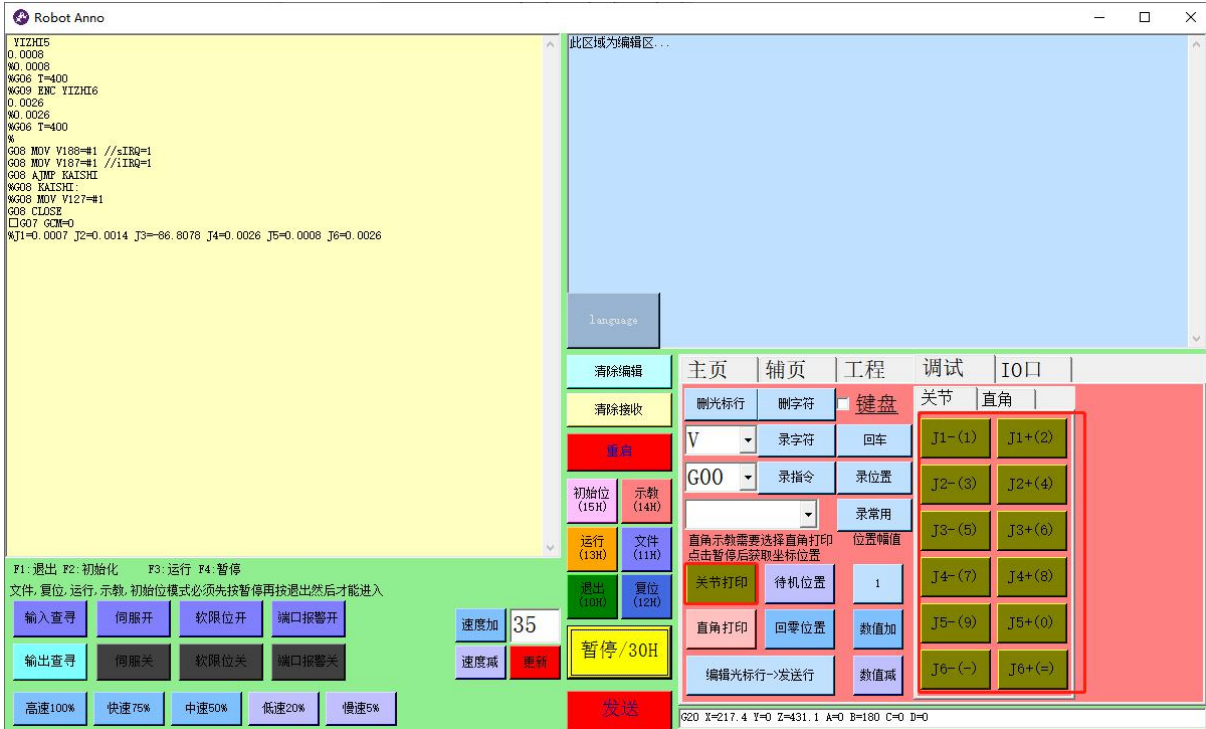 Robot Anno
YIZHI5
0.0008
%0.0008
%G06 T=400
%G09 ENC YIZHI6
0.0026
%0.0026
%G06 T=400
%
G08 MOV V188=#1 //sIRQ=1
G08 MOV V187=#1 //iIRQ=1
G08 AJMP KAISHI
%G08 KAISHI:
%G08 MOV V127=#1
G08 CLOSE
□G07 GCM=0
%J1=0.0007 J2=0.0014 J3=-86.8078 J4=0.0026 J5=0.0008 J6=0.0026
F1:退出 F2:初始化 F3:运行 F4:暂停
文件,复位,运行,示教,初始位模式必须先按暂停再按退出然后才能进入
输入查寻 伺服开 软限位开 端口报警开
输出查寻 伺服关 软限位关 端口报警关
速度加 35
速度减 更新
高速100% 快速75% 中速50% 低速20% 慢速5%
此区域为编辑区...
language
清除编辑
清除接收
重启
初始位(15H) 示教(14H)
运行(13H) 文件(11H)
退出(10H) 复位(12H)
暂停/30H
发送
主页 辅页 工程 调试 IO口
删光标行 删字符 键盘
V 录字符 回车
G00 录指令 录位置
录常用
直角示教需要选择直角打印 位置幅值
点击暂停后获取坐标位置
关节打印 待机位置 1
直角打印 回零位置 数值加
编辑光标行->发送行 数值减
关节 直角
J1-(1) J1+(2)
J2-(3) J2+(4)
J3-(5) J3+(6)
J4-(7) J4+(8)
J5-(9) J5+(0)
J6-(-) J6+(=)
G20 X=217.4 Y=0 Z=431.1 A=0 B=180 C=0 D=0